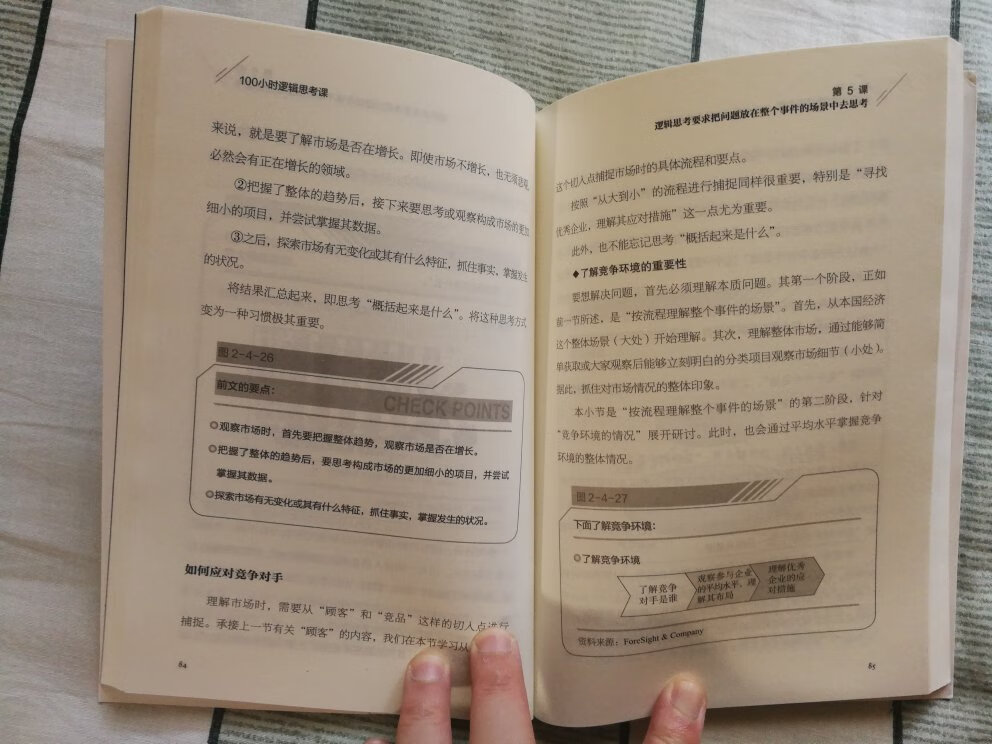 100小时逻辑思考课
来说，就是要了解市场是否在增长。即使市场不增长，也无须悲观，
必然会有正在增长的领域。
②把握了整体的趋势后，接下来要思考或观察构成市场的更加
细小的项目，并尝试掌握其数据。
③之后，探索市场有无变化或其有什么特征，抓住事实、掌握发生
的状况。
将结果汇总起来，即思考“概括起来是什么”。将这种思考方式
变为一种习惯极其重要。
图2-4-26
前文的要点：
CHECK POINTS
◎观察市场时，首先要把握整体趋势，观察市场是否在增长。
◎把握了整体的趋势后，要思考构成市场的更加细小的项目，并尝试
掌握其数据。
◎探索市场有无变化或其有什么特征，抓住事实，掌握发生的状况。
如何应对竞争对手
理解市场时，需要从“顾客”和“竞品”这样的切入点进行
捕捉。承接上一节有关“顾客”的内容，我们在本节学习从
84
第5课
逻辑思考要求把问题放在整个事件的场景中去思考
这个切入点捕捉市场时的具体流程和要点。
按照“从大到小”的流程进行捕捉同样很重要，特别是“寻找
优秀企业，理解其应对措施”这一点尤为重要。
此外，也不能忘记思考“概括起来是什么”。
◆了解竞争环境的重要性
要想解决问题，首先必须理解本质问题。其第一个阶段，正如
前一节所述，是“按流程理解整个事件的场景”。首先，从本国经济
这个整体场景（大处）开始理解。其次，理解整体市场，通过能够简
单获取或大家观察后能够立刻明白的分类项目观察市场细节（小处）。
据此，抓住对市场情况的整体印象。
本小节是“按流程理解整个事件的场景”的第二阶段，针对
“竞争环境的情况”展开研讨。此时，也会通过平均水平掌握竞争
环境的整体情况。
图2-4-27
下面了解竞争环境：
◎了解竞争环境
了解竞争
对手是谁
观察参与企业
的平均水平，理
解其布局
理解优秀
企业的应
对措施
资料来源：ForeSight & Company
85